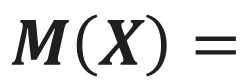 M(X) =